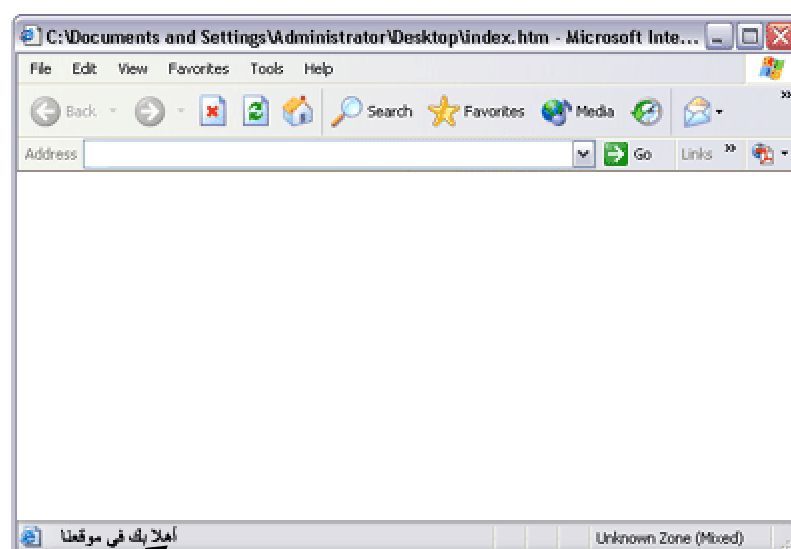 C:\Documents and Settings\Administrator\Desktop\index.htm - Microsoft Inte...
File Edit View Favorites Tools Help
Back Search Favorites Media
Address Go Links
أهلا بك في موقعنا Unknown Zone (Mixed)